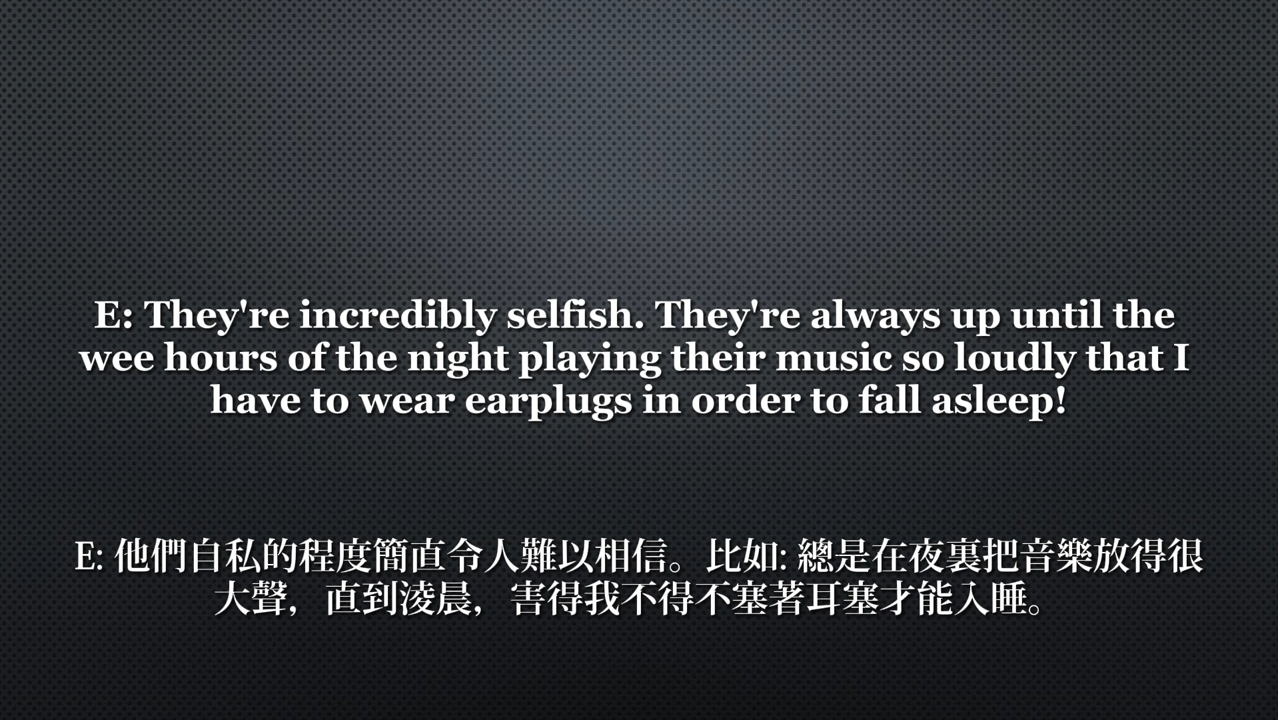 E: They're incredibly selfish. They're always up until the
wee hours of the night playing their music so loudly that I
have to wear earplugs in order to fall asleep!
E: 他們自私的程度簡直令人難以相信。比如: 總是在夜裏把音樂放得很
大聲，直到淩晨，害得我不得不塞著耳塞才能入睡。